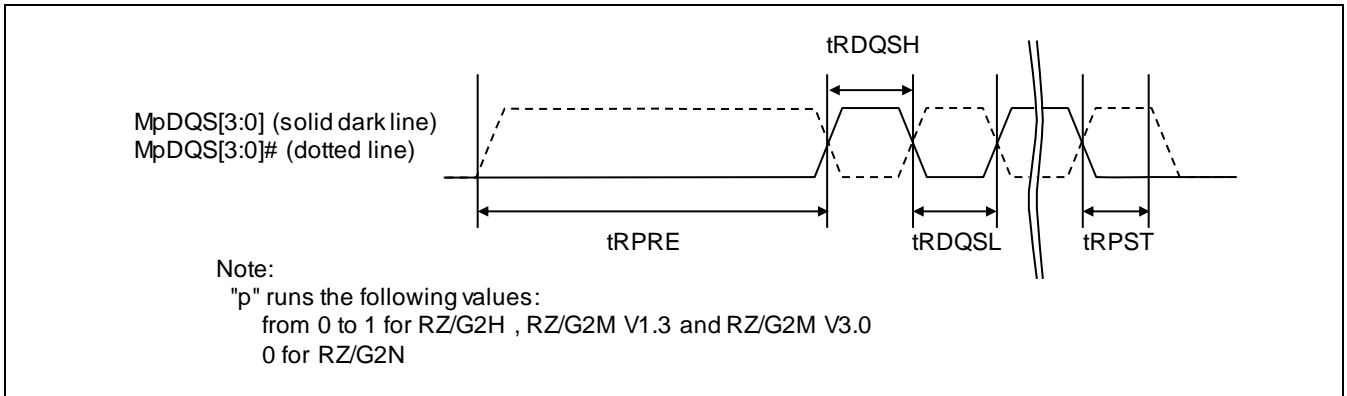 tRDQSH
MpDQS[3:0] (solid dark line)
MpDQS[3:0]# (dotted line)
tRPRE
tRDQSL
tRPST
Note:
"p" runs the following values:
from 0 to 1 for RZ/G2H , RZ/G2M V1.3 and RZ/G2M V3.0
0 for RZ/G2N